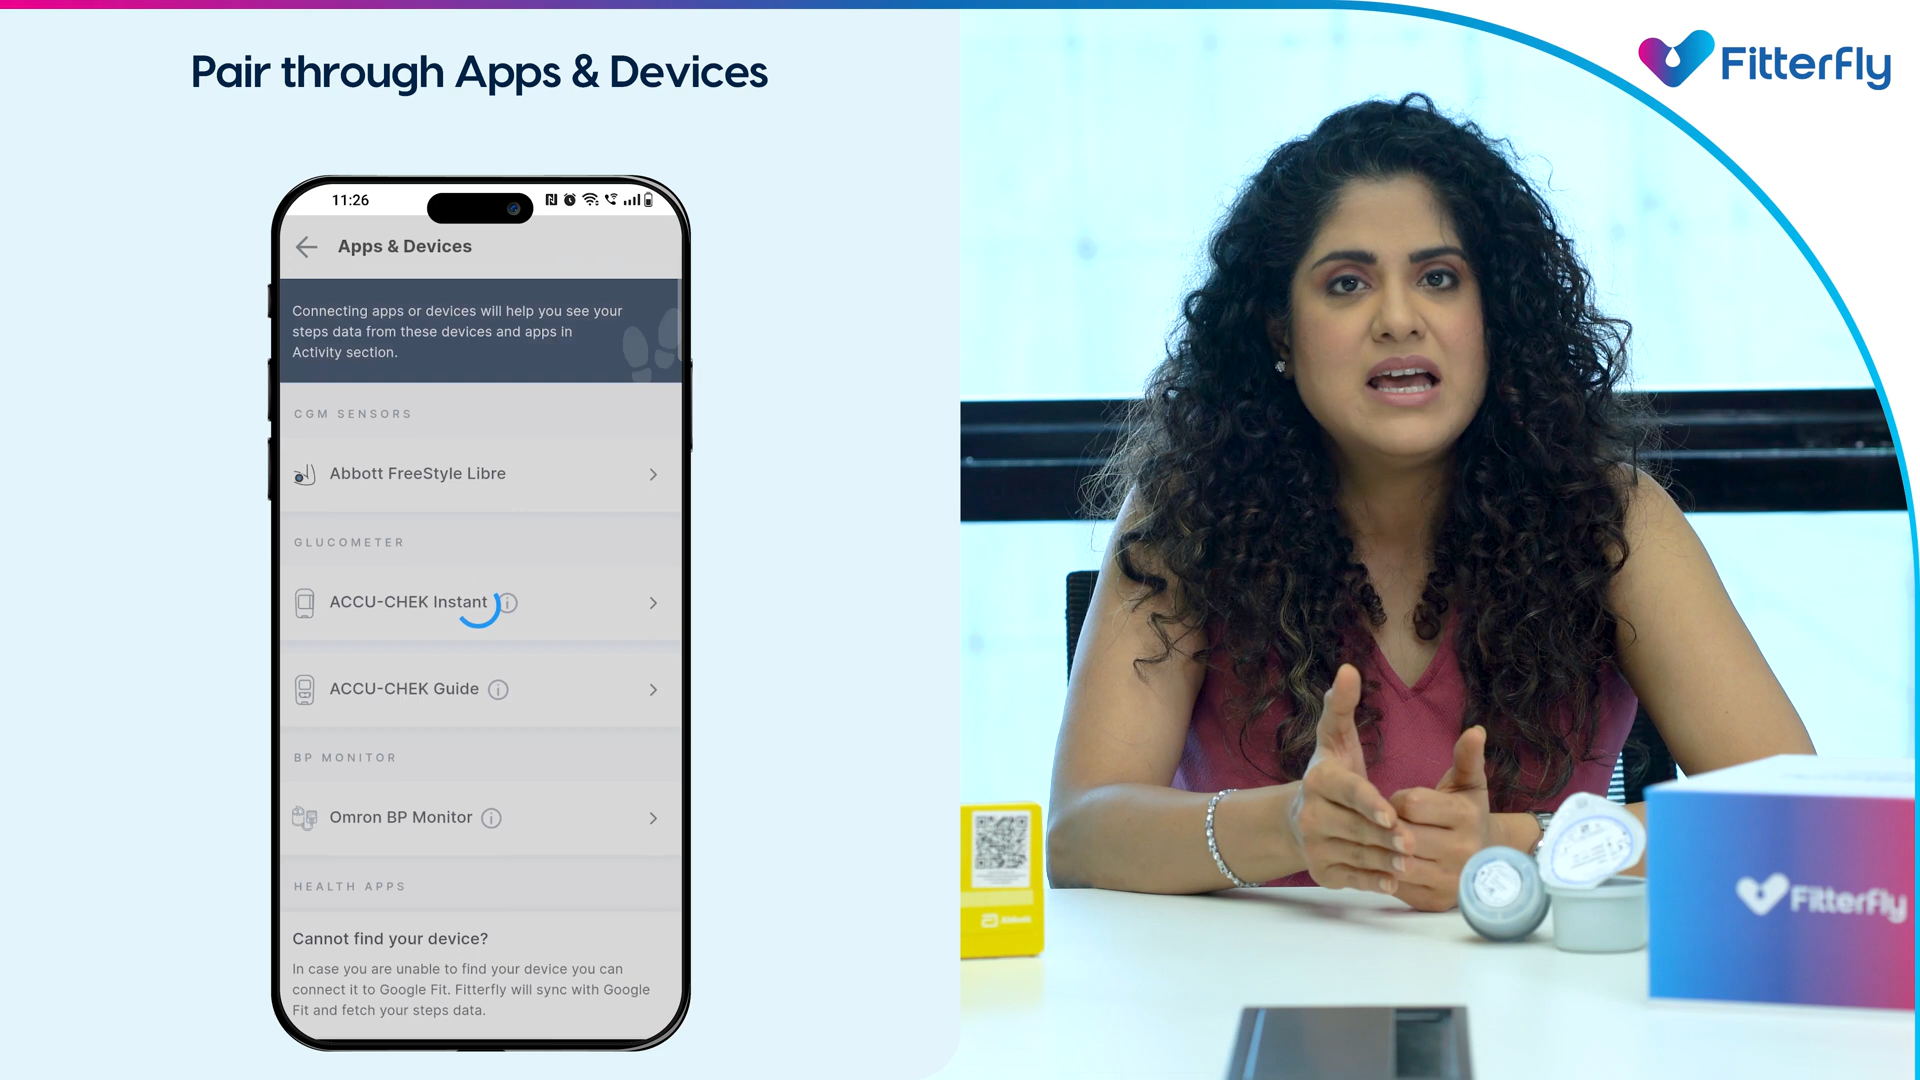 Pair through Apps & Devices
Fitterfly
11:26
Apps & Devices
Connecting apps or devices will help you see your
steps data from these devices and apps in
Activity section.
CGM SENSORS
Abbott FreeStyle Libre
GLUCOMETER
ACCU-CHEK Instant
ACCU-CHEK Guide
BP MONITOR
Omron BP Monitor
HEALTH APPS
Cannot find your device?
In case you are unable to find your device you can
connect it to Google Fit. Fitterfly will sync with Google
Fit and fetch your steps data.
Abbott
Fitterfly